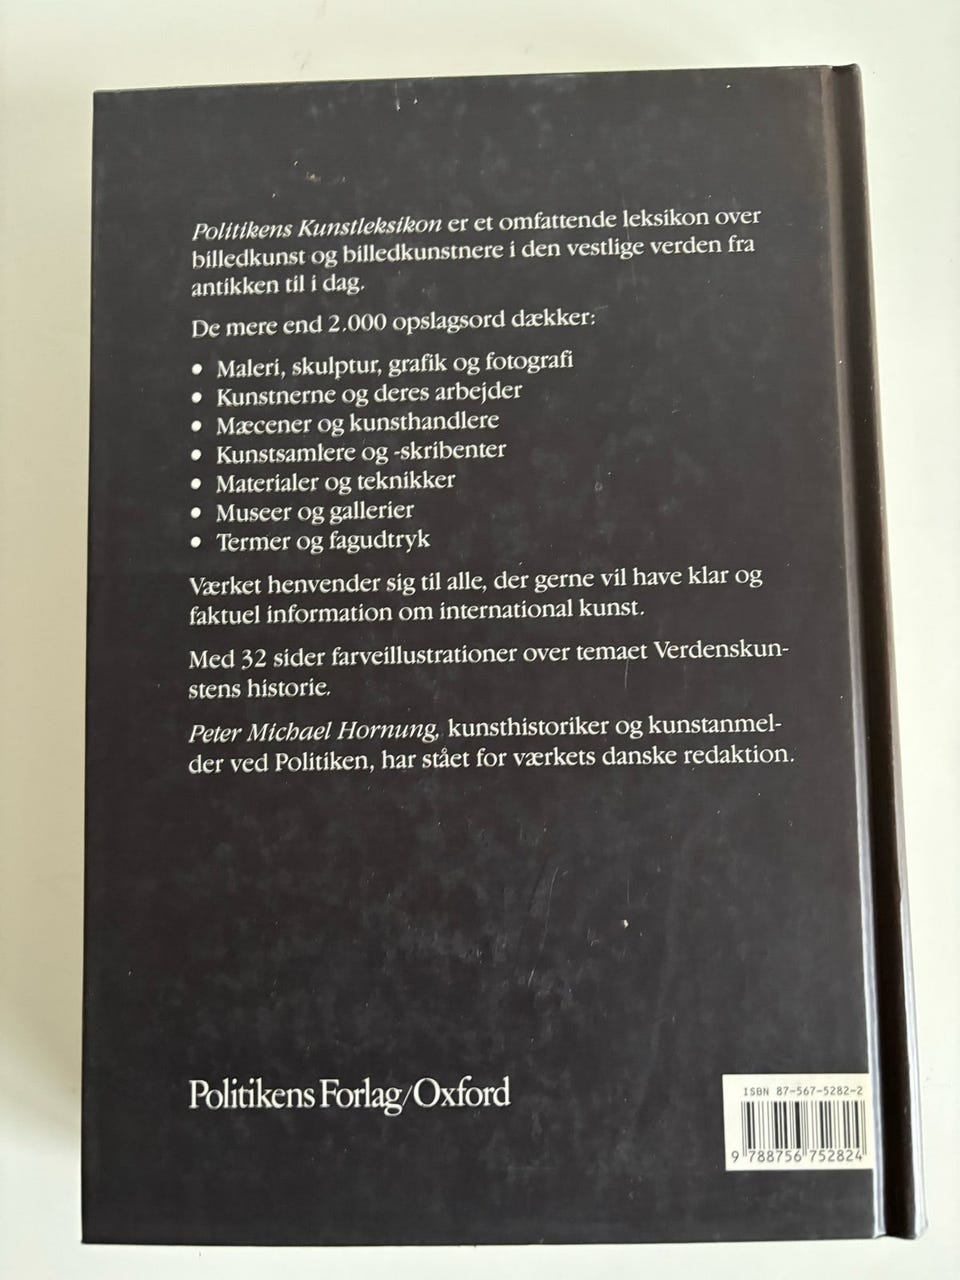 Politikens Kunstleksikon er et omfattende leksikon over
billedkunst og billedkunstnere i den vestlige verden fra
antikken til i dag.
De mere end 2.000 opslagsord dækker:
• Maleri, skulptur, grafik og fotografi
• Kunstnerne og deres arbejder
• Mæcener og kunsthandlere
• Kunstsamlere og -skribenter
• Materialer og teknikker
• Museer og gallerier
• Termer og fagudtryk
Værket henvender sig til alle, der gerne vil have klar og
faktuel information om international kunst.
Med 32 sider farveillustrationer over temaet Verdenskun-
stens historie.
Peter Michael Hornung, kunsthistoriker og kunstanmel-
der ved Politiken, har stået for værkets danske redaktion.
Politikens Forlag/Oxford
ISBN 87-567-5282-2
9 788756 752824